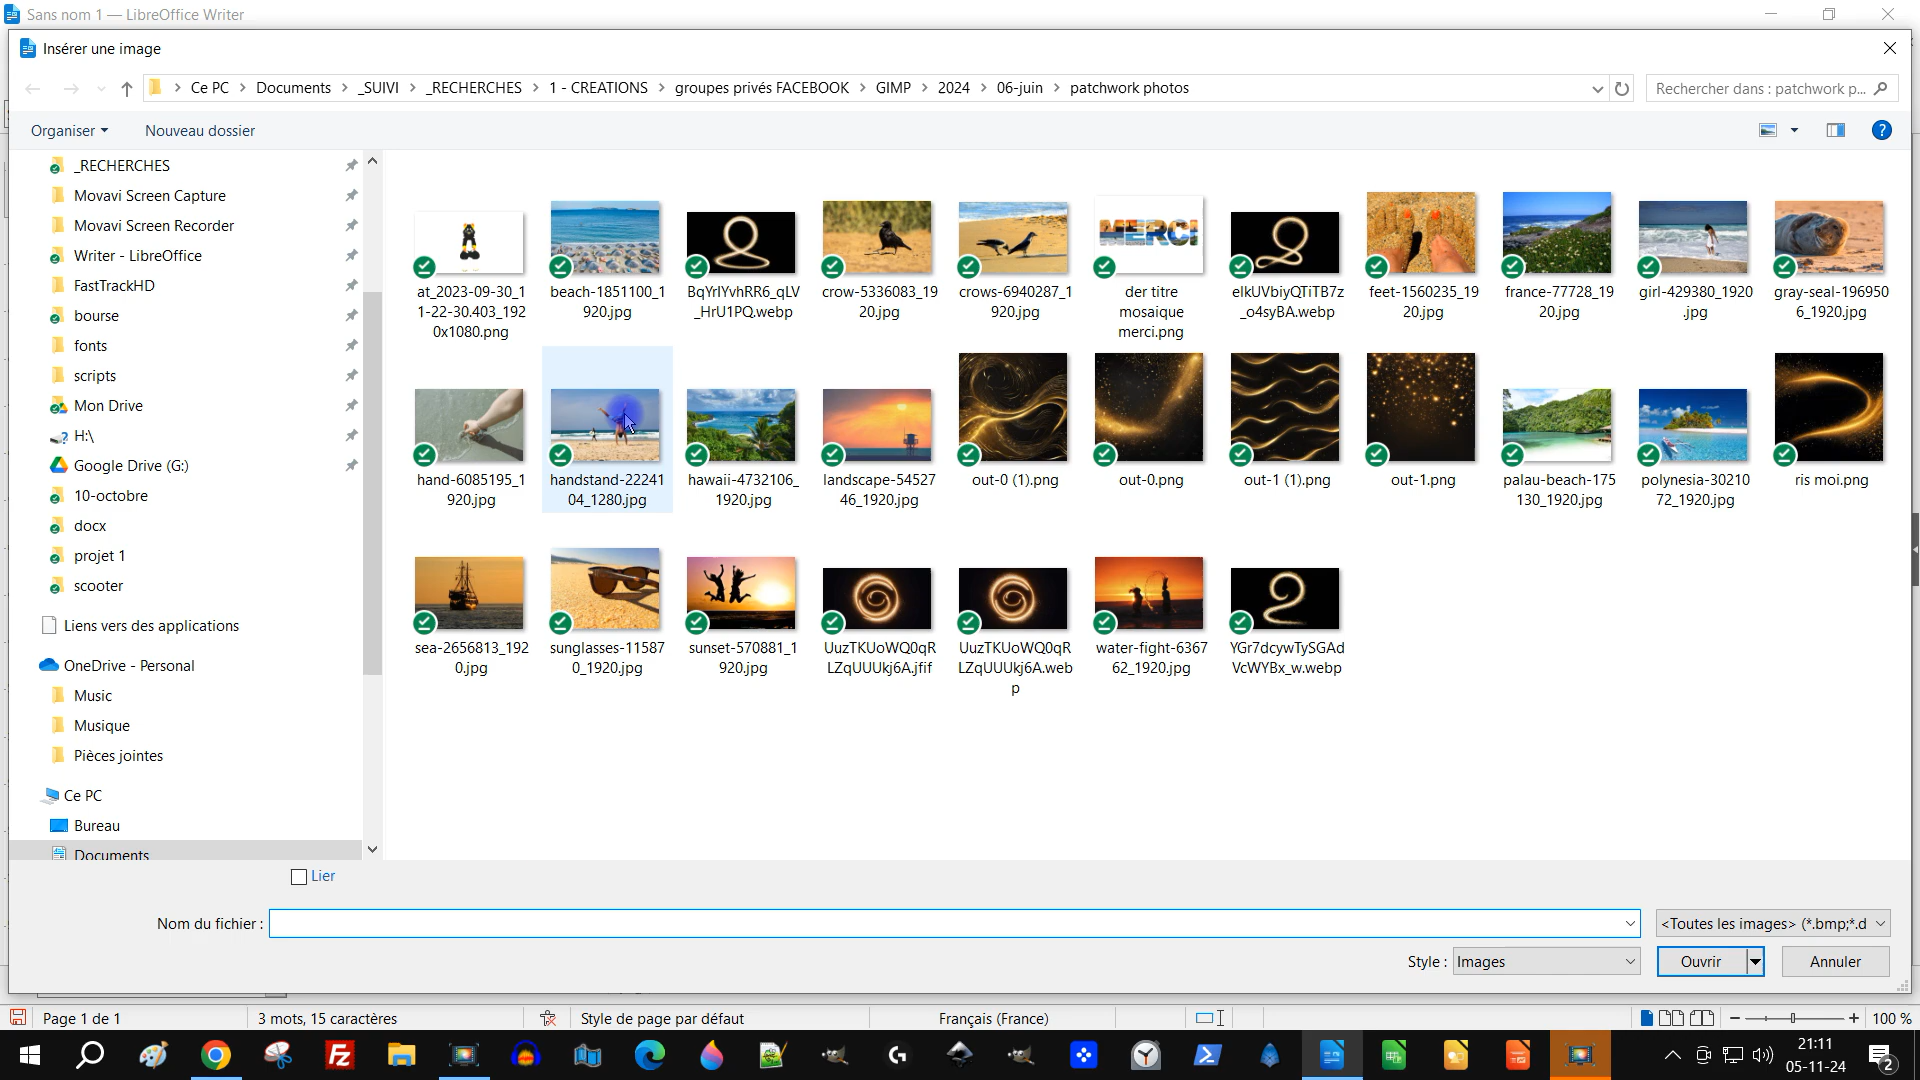 Sans nom 1 — LibreOffice Writer
Insérer une image
Ce PC > Documents > _SUIVI > _RECHERCHES > 1 - CREATIONS > groupes privés FACEBOOK > GIMP > 2024 > 06-juin > patchwork photos
Rechercher dans : patchwork p...
Organiser
Nouveau dossier
_RECHERCHES
Movavi Screen Capture
Movavi Screen Recorder
Writer - LibreOffice
FastTrackHD
bourse
fonts
scripts
Mon Drive
H:\
Google Drive (G:)
10-octobre
docx
projet 1
scooter
Liens vers des applications
OneDrive - Personal
Music
Musique
Pièces jointes
Ce PC
Bureau
Documents
MERCI
at_2023-09-30_1
1-22-30.403_192
0x1080.png
beach-1851100_1
920.jpg
BqYrlYvhRR6_qLV
_HrU1PQ.webp
crow-5336083_19
20.jpg
crows-6940287_1
920.jpg
der titre
mosaique
merci.png
elkUVbiyQTiTB7z
_o4syBA.webp
feet-1560235_19
20.jpg
france-77728_19
20.jpg
girl-429380_1920
.jpg
gray-seal-196950
6_1920.jpg
hand-6085195_1
920.jpg
handstand-22241
04_1280.jpg
hawaii-4732106_
1920.jpg
landscape-54527
46_1920.jpg
out-0 (1).png
out-0.png
out-1 (1).png
out-1.png
palau-beach-175
130_1920.jpg
polynesia-30210
72_1920.jpg
ris moi.png
sea-2656813_192
0.jpg
sunglasses-11587
0_1920.jpg
sunset-570881_1
920.jpg
UuzTKUoWQ0qR
LZqUUUkj6A.jfif
UuzTKUoWQ0qR
LZqUUUkj6A.web
p
water-fight-6367
62_1920.jpg
YGr7dcywTySGAd
VcWYBx_w.webp
Lier
Nom du fichier :
<Toutes les images> (*.bmp;*.d
Style : Images
Ouvrir
Annuler
Page 1 de 1
3 mots, 15 caractères
Style de page par défaut
Français (France)
100 %
21:11
05-11-24
2